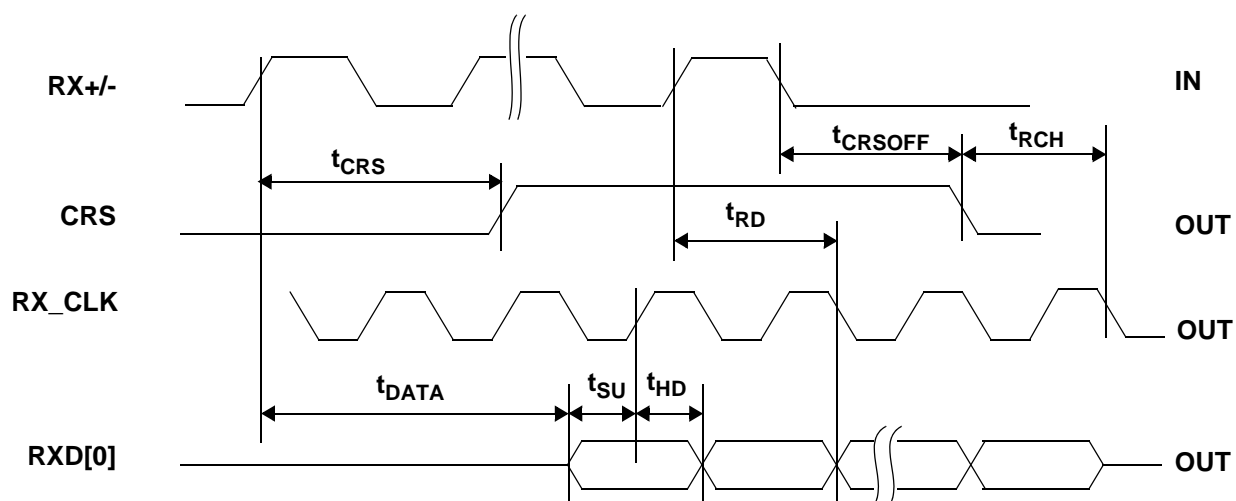 RX+/- IN
tCRSOFF tRCH
tCRS
CRS OUT
tRD
RX_CLK OUT
tDATA tSU tHD
RXD[0] OUT